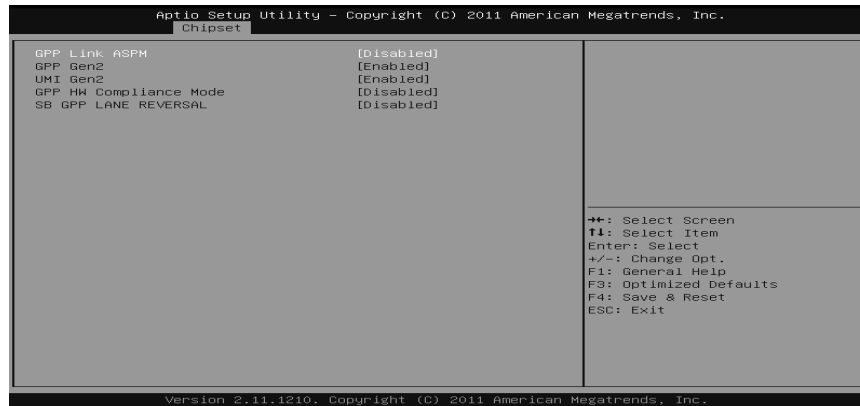 Aptio Setup Utility – Copyright (C) 2011 American Megatrends, Inc.
Chipset
GPP Link ASPM [Disabled]
GPP Gen2 [Enabled]
UMI Gen2 [Enabled]
GPP HW Compliance Mode [Disabled]
SB GPP LANE REVERSAL [Disabled]
→←: Select Screen
↑↓: Select Item
Enter: Select
+/-: Change Opt.
F1: General Help
F3: Optimized Defaults
F4: Save & Reset
ESC: Exit
Version 2.11.1210. Copyright (C) 2011 American Megatrends, Inc.